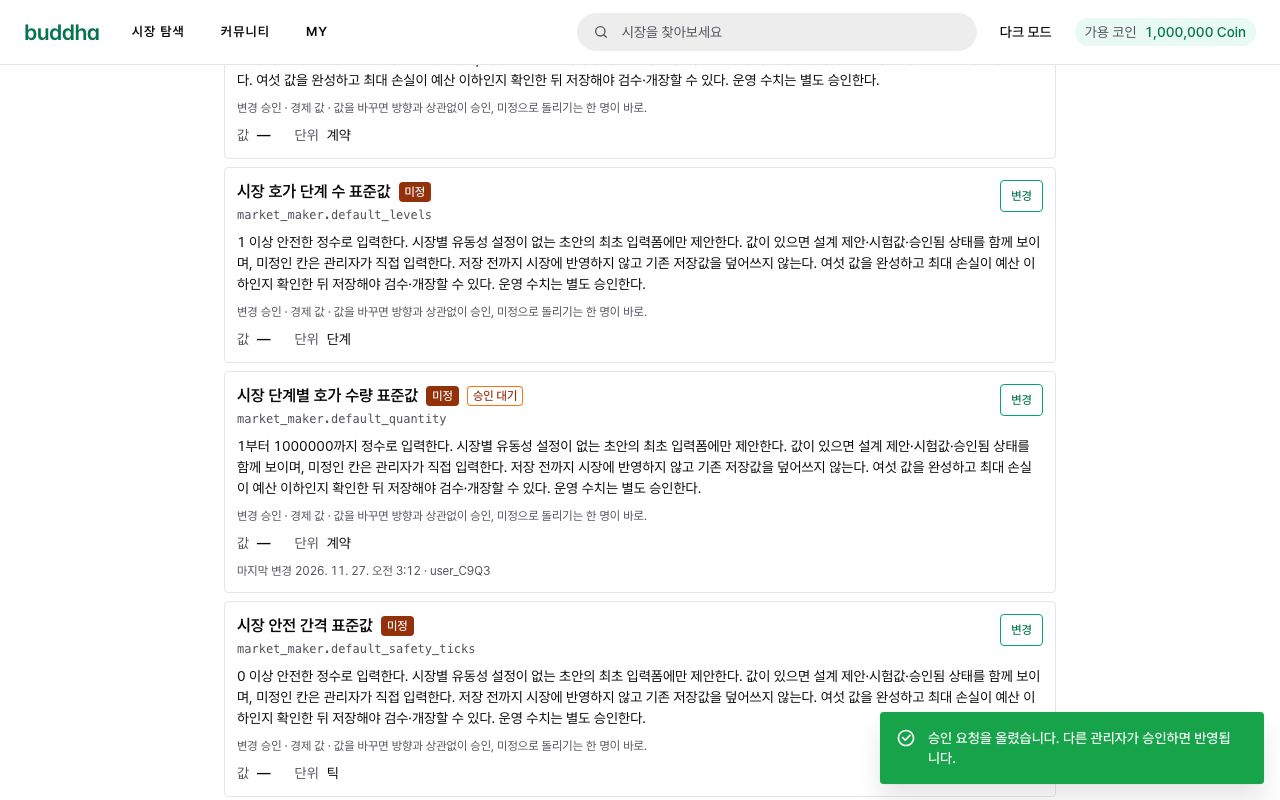 buddha
시장 탐색
커뮤니티
MY
시장을 찾아보세요
다크 모드
가용 코인 1,000,000 Coin
다. 여섯 값을 완성하고 최대 손실이 예산 이하인지 확인한 뒤 저장해야 검수·개장할 수 있다. 운영 수치는 별도 승인한다.
변경 승인 · 경제 값 · 값을 바꾸면 방향과 상관없이 승인, 미정으로 돌리기는 한 명이 바로.
값 — 단위 계약
시장 호가 단계 수 표준값 미정
변경
market_maker.default_levels
1 이상 안전한 정수로 입력한다. 시장별 유동성 설정이 없는 초안의 최초 입력폼에만 제안한다. 값이 있으면 설계 제안·시험값·승인됨 상태를 함께 보이
며, 미정인 칸은 관리자가 직접 입력한다. 저장 전까지 시장에 반영하지 않고 기존 저장값을 덮어쓰지 않는다. 여섯 값을 완성하고 최대 손실이 예산 이
하인지 확인한 뒤 저장해야 검수·개장할 수 있다. 운영 수치는 별도 승인한다.
변경 승인 · 경제 값 · 값을 바꾸면 방향과 상관없이 승인, 미정으로 돌리기는 한 명이 바로.
값 — 단위 단계
시장 단계별 호가 수량 표준값 미정 승인 대기
변경
market_maker.default_quantity
1부터 1000000까지 정수로 입력한다. 시장별 유동성 설정이 없는 초안의 최초 입력폼에만 제안한다. 값이 있으면 설계 제안·시험값·승인됨 상태를
함께 보이며, 미정인 칸은 관리자가 직접 입력한다. 저장 전까지 시장에 반영하지 않고 기존 저장값을 덮어쓰지 않는다. 여섯 값을 완성하고 최대 손실
이 예산 이하인지 확인한 뒤 저장해야 검수·개장할 수 있다. 운영 수치는 별도 승인한다.
변경 승인 · 경제 값 · 값을 바꾸면 방향과 상관없이 승인, 미정으로 돌리기는 한 명이 바로.
값 — 단위 계약
마지막 변경 2026. 11. 27. 오전 3:12 · user_C9Q3
시장 안전 간격 표준값 미정
변경
market_maker.default_safety_ticks
0 이상 안전한 정수로 입력한다. 시장별 유동성 설정이 없는 초안의 최초 입력폼에만 제안한다. 값이 있으면 설계 제안·시험값·승인됨 상태를 함께 보이
며, 미정인 칸은 관리자가 직접 입력한다. 저장 전까지 시장에 반영하지 않고 기존 저장값을 덮어쓰지 않는다. 여섯 값을 완성하고 최대 손실이 예산 이
하인지 확인한 뒤 저장해야 검수·개장할 수 있다. 운영 수치는 별도 승인한다.
변경 승인 · 경제 값 · 값을 바꾸면 방향과 상관없이 승인, 미정으로 돌리기는 한 명이 바로.
값 — 단위 틱
승인 요청을 올렸습니다. 다른 관리자가 승인하면 반영됩
니다.